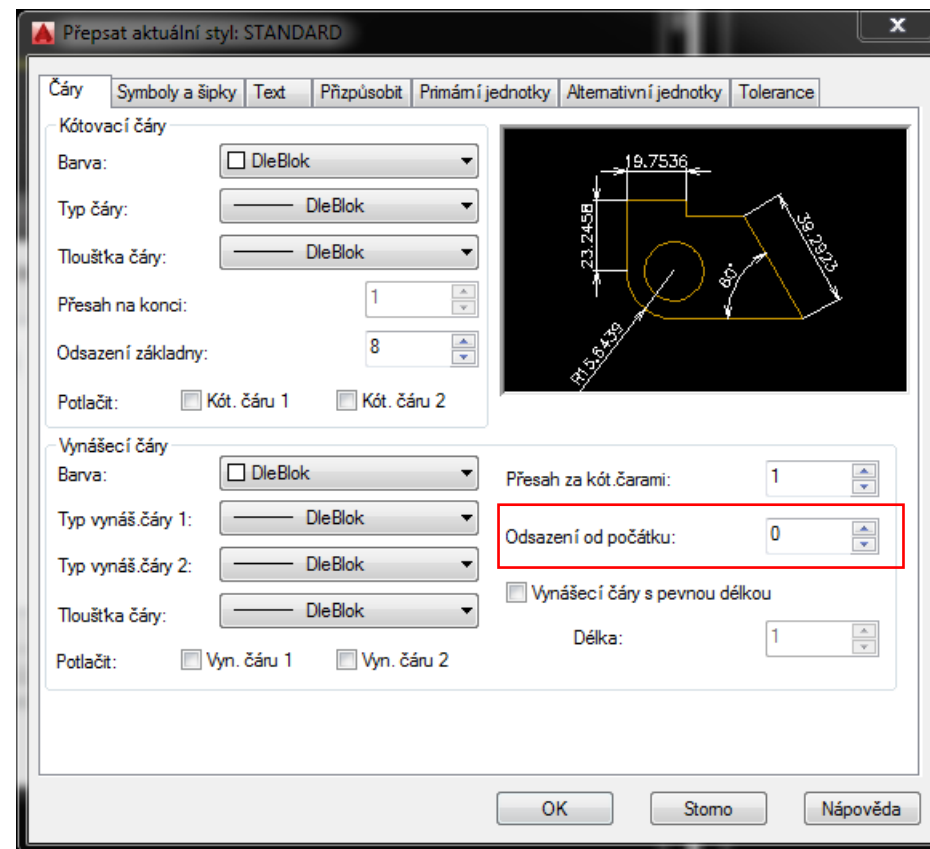 Přepsat aktuální styl: STANDARD
x
Čáry Symboly a šipky Text Přizpůsobit Primární jednotky Alternativní jednotky Tolerance
Kótovací čáry
Barva: DleBlok
Typ čáry: DleBlok
Tloušťka čáry: DleBlok
Přesah na konci: 1
Odsazení základny: 8
Potlačit: Kót. čáru 1 Kót. čáru 2
19.7536
23.2458
39.2923
60°
R15.6439
Vynášecí čáry
Barva: DleBlok
Typ vynáš.čáry 1: DleBlok
Typ vynáš.čáry 2: DleBlok
Tloušťka čáry: DleBlok
Potlačit: Vyn. čáru 1 Vyn. čáru 2
Přesah za kót.čarami: 1
Odsazení od počátku: 0
Vynášecí čáry s pevnou délkou
Délka: 1
OK Storno Nápověda